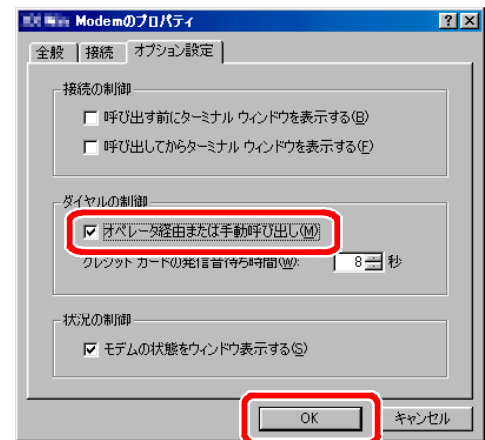 Modemのプロパティ
全般 接続 オプション設定
接続の制御
呼び出す前にターミナル ウィンドウを表示する(B)
呼び出してからターミナル ウィンドウを表示する(F)
ダイヤルの制御
オペレータ経由または手動呼び出し(M)
クレジット カードの発信音待ち時間(W): 8 秒
状況の制御
モデムの状態をウィンドウ表示する(S)
OK キャンセル